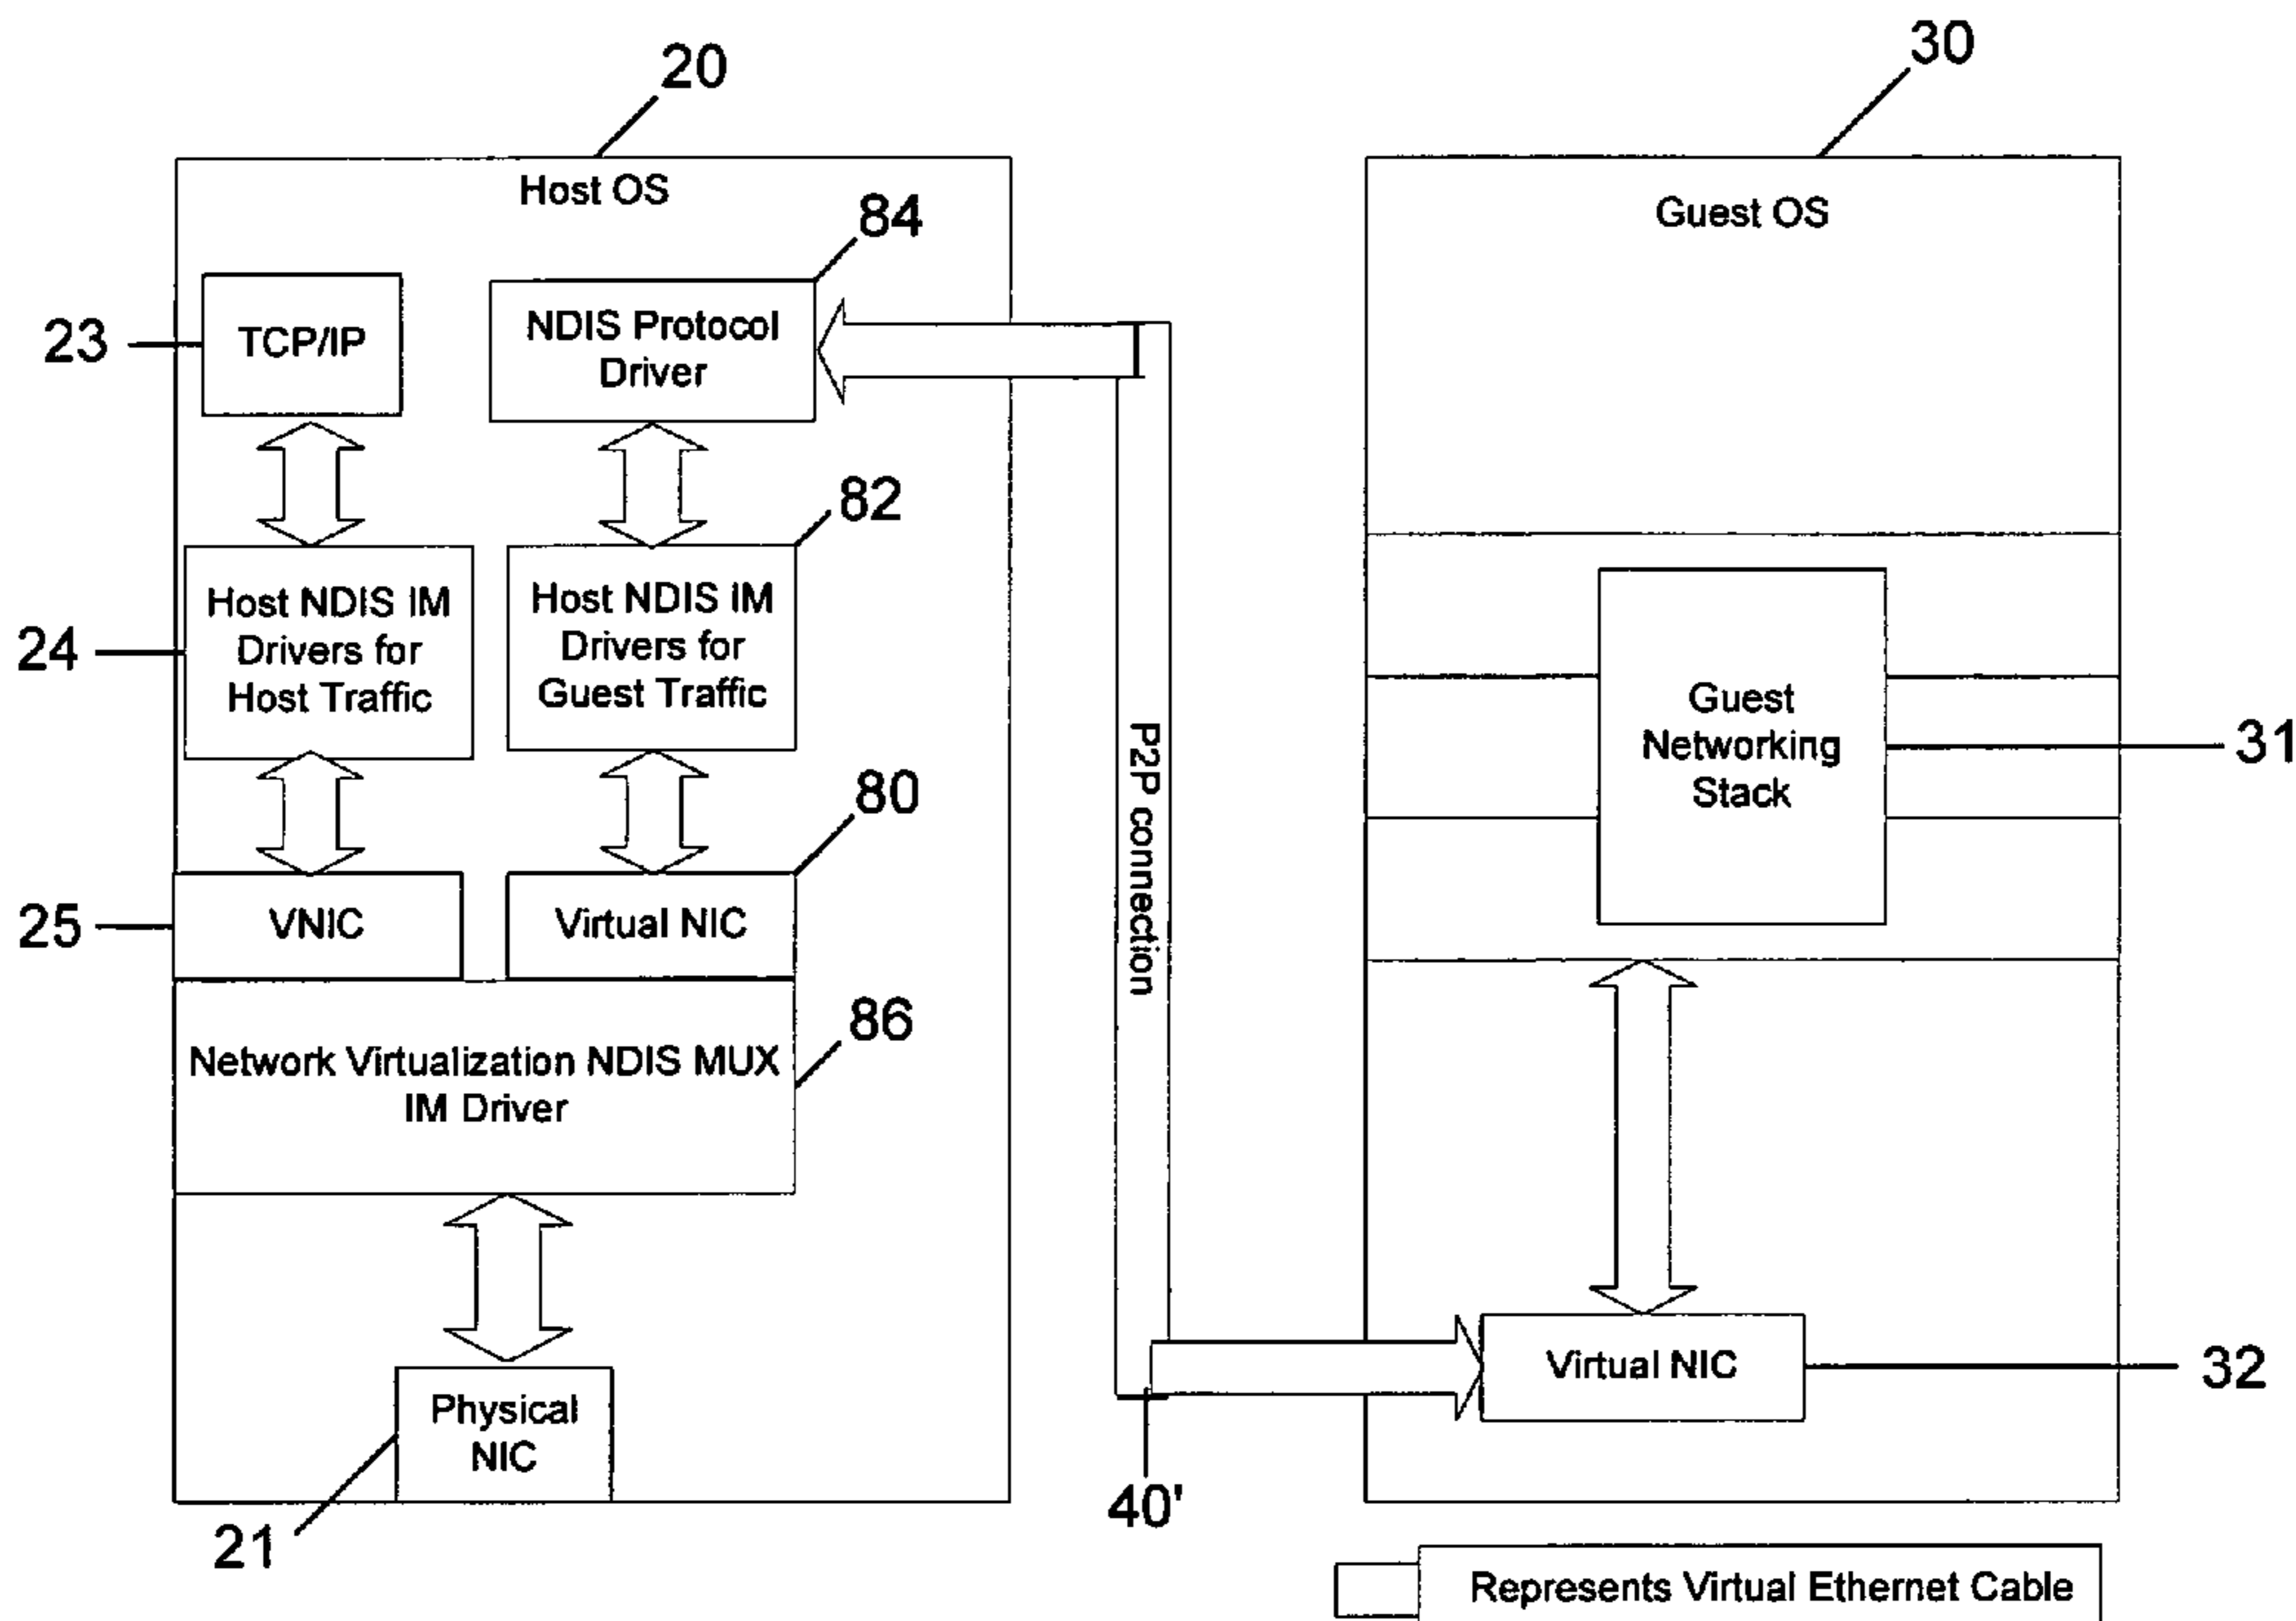 20
30
Host OS
Guest OS
84
23
TCP/IP
NDIS Protocol
Driver
82
24
Host NDIS IM
Drivers for
Host Traffic
Host NDIS IM
Drivers for
Guest Traffic
P2P connection
Guest
Networking
Stack
31
80
25
VNIC
Virtual NIC
86
Network Virtualization NDIS MUX
IM Driver
Virtual NIC
32
Physical
NIC
21
40'
Represents Virtual Ethernet Cable